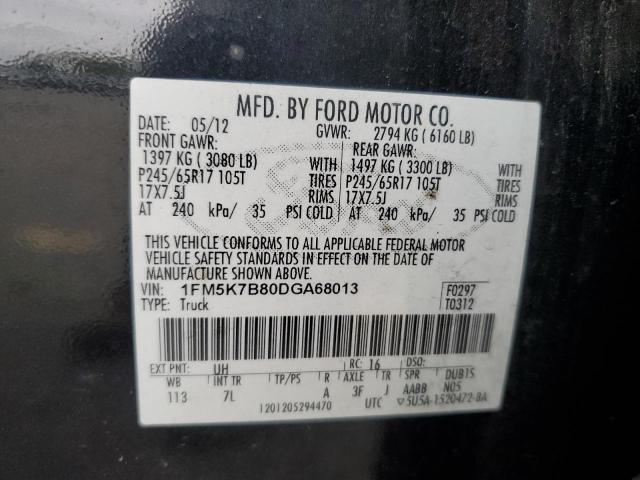 MFD. BY FORD MOTOR CO.
DATE: 05/12 GVWR: 2794 KG ( 6160 LB)
FRONT GAWR: REAR GAWR:
1397 KG ( 3080 LB) WITH 1497 KG ( 3300 LB) WITH
P245/65R17 105T TIRES P245/65R17 105T TIRES
17X7.5J RIMS 17X7.5J RIMS
AT 240 kPa/ 35 PSI COLD AT 240 kPa/ 35 PSI COLD
THIS VEHICLE CONFORMS TO ALL APPLICABLE FEDERAL MOTOR
VEHICLE SAFETY STANDARDS IN EFFECT ON THE DATE OF
MANUFACTURE SHOWN ABOVE.
VIN: 1FM5K7B80DGA68013 F0297
TYPE: Truck T0312
EXT PNT: UH RC: 16 DSO:
WB INT TR TP/PS R AXLE TR SPR DUB1S
113 7L A 3F J AABB N05
1201205294470 UTC ▽5U5A-1520472-BA